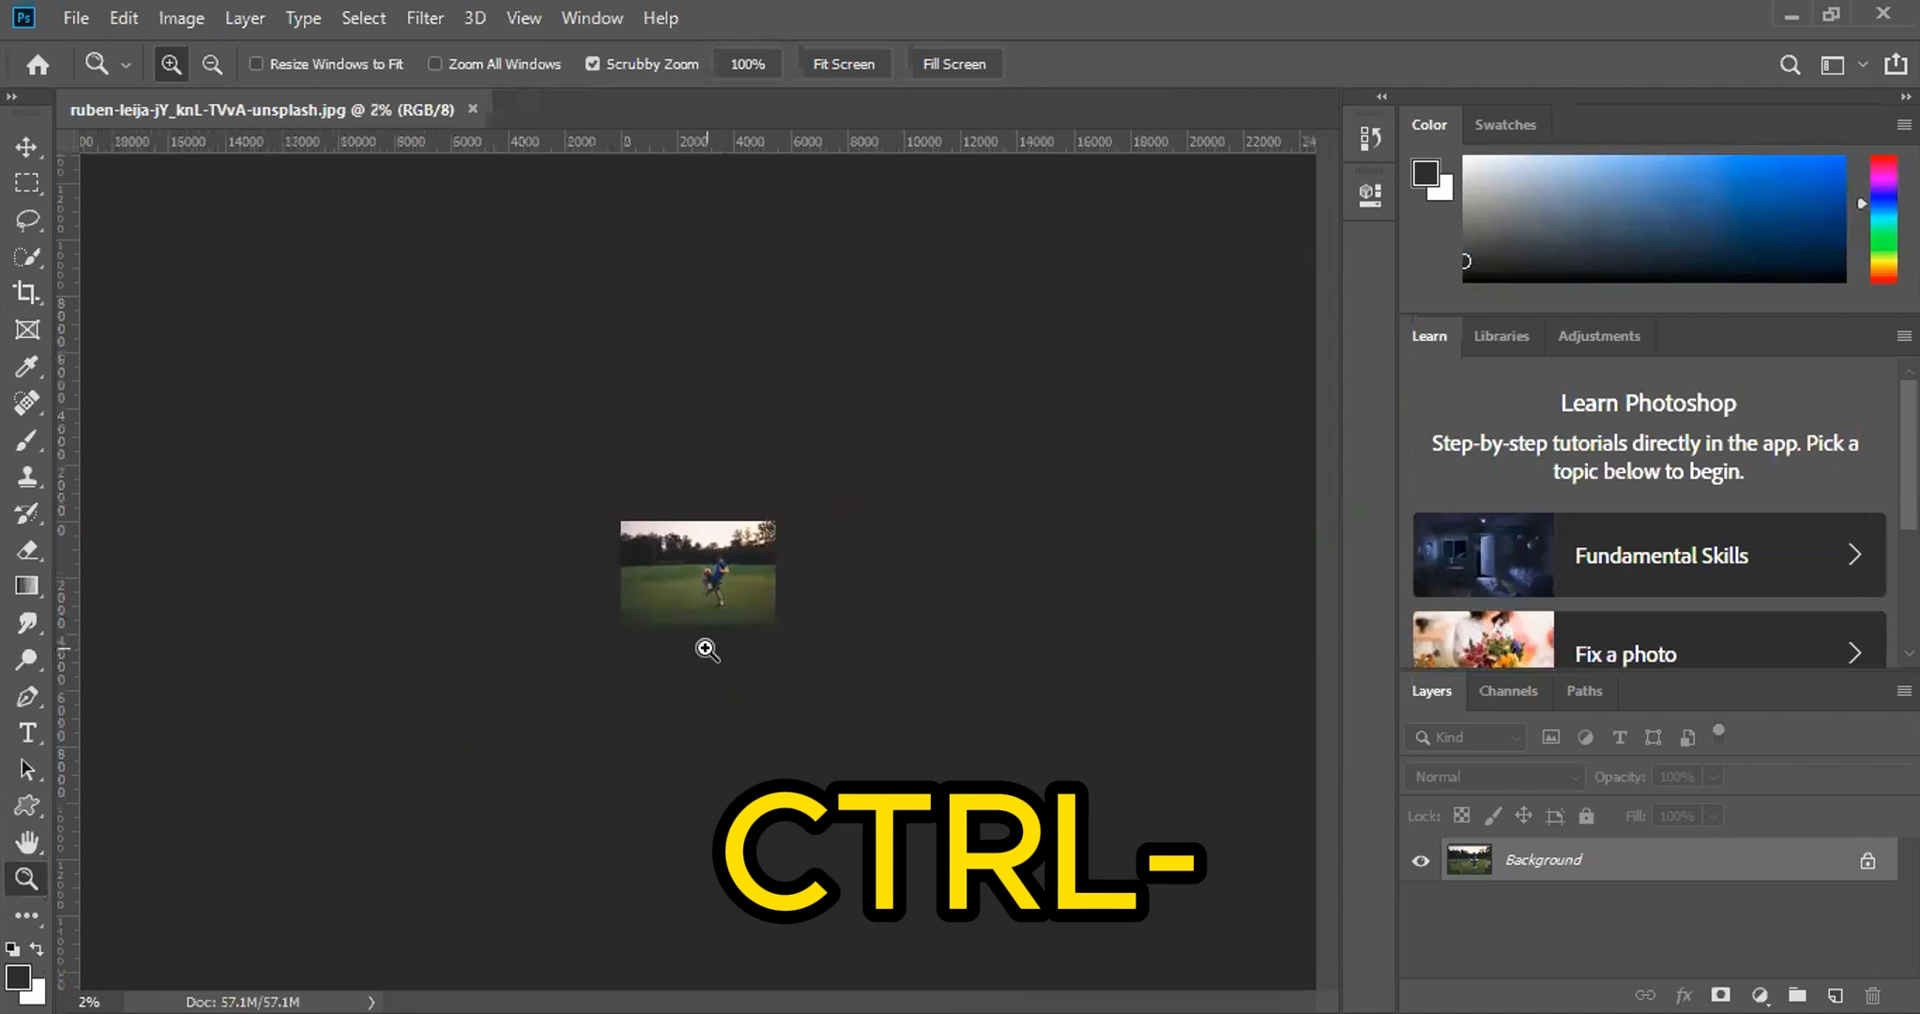 Ps File Edit Image Layer Type Select Filter 3D View Window Help
Resize Windows to Fit Zoom All Windows Scrubby Zoom 100% Fit Screen Fill Screen
ruben-leija-jY_knL-TVvA-unsplash.jpg @ 2% (RGB/8) ×
16000 14000 12000 10000 8000 6000 4000 2000 0 2000 4000 6000 8000 10000 12000 14000 16000 18000 20000 22000
Color Swatches
Learn Libraries Adjustments
Learn Photoshop
Step-by-step tutorials directly in the app. Pick a
topic below to begin.
Fundamental Skills
Fix a photo
Layers Channels Paths
Kind
Normal Opacity: 100%
Lock: Fill: 100%
Background
CTRL-
2% Doc: 57.1M/57.1M